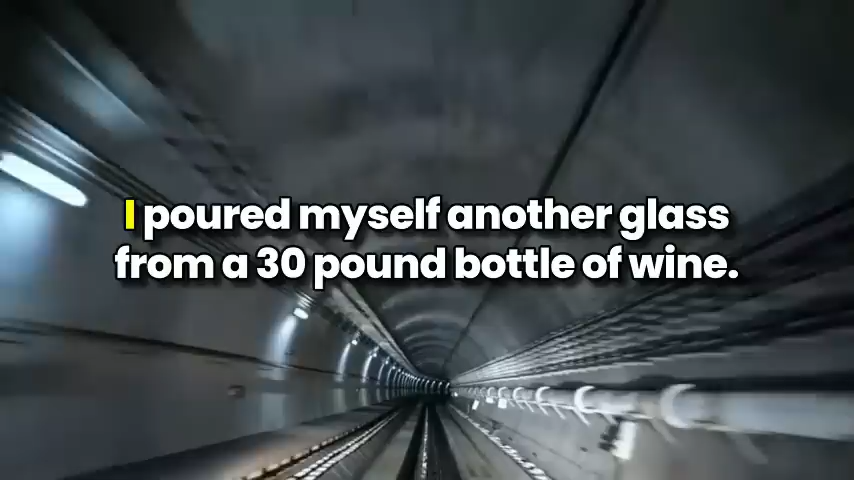 I poured myself another glass
from a 30 pound bottle of wine.